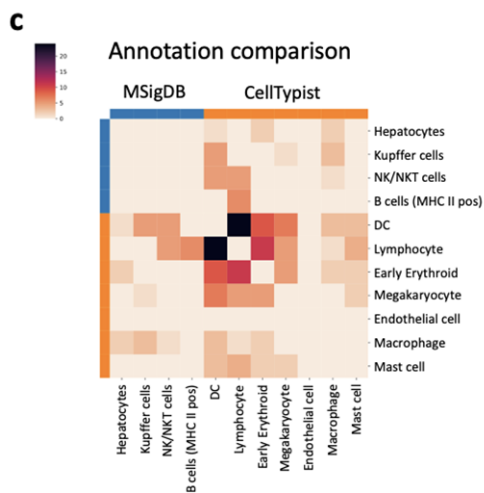 c
Annotation comparison
MSigDB CellTypist
20
15
10
5
0
Hepatocytes
Kupffer cells
NK/NKT cells
B cells (MHC II pos)
DC
Lymphocyte
Early Erythroid
Megakaryocyte
Endothelial cell
Macrophage
Mast cell
Hepatocytes
Kupffer cells
NK/NKT cells
B cells (MHC II pos)
DC
Lymphocyte
Early Erythroid
Megakaryocyte
Endothelial cell
Macrophage
Mast cell